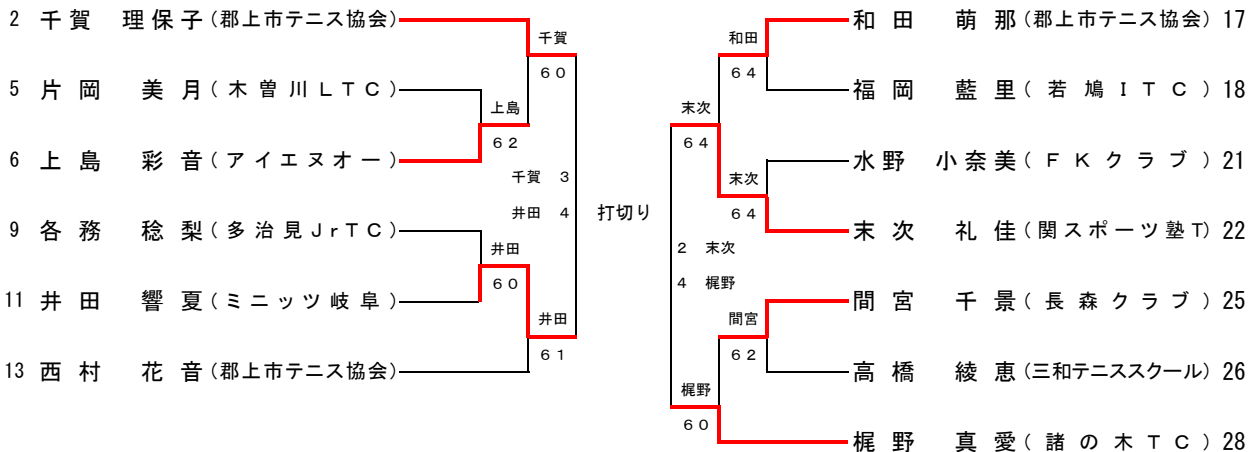 2 千賀 理保子(郡上市テニス協会)
千賀
60
5 片岡 美月(木曽川LTC)
上島
62
6 上島 彩音(アイエヌオー)
千賀 3
井田 4
打切り
9 各務 稔梨(多治見JrTC)
井田
60
11 井田 響夏(ミニッツ岐阜)
井田
61
13 西村 花音(郡上市テニス協会)
和田 萌那(郡上市テニス協会) 17
和田
64
福岡 藍里(若鳩ITC) 18
末次
64
水野 小奈美(FKクラブ) 21
末次
64
末次 礼佳(関スポーツ塾T) 22
2 末次
4 梶野
間宮 千景(長森クラブ) 25
間宮
62
高橋 綾恵(三和テニススクール) 26
梶野
60
梶野 真愛(諸の木TC) 28